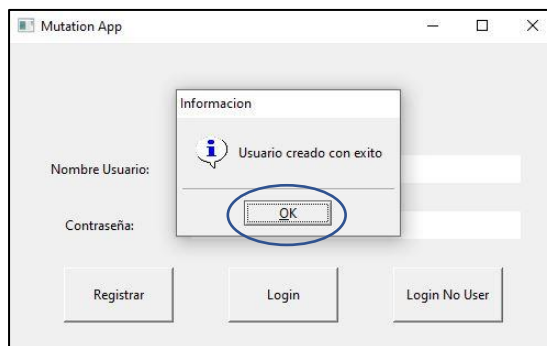 Mutation App
Informacion
Usuario creado con exito
OK
Nombre Usuario:
Contraseña:
Registrar
Login
Login No User